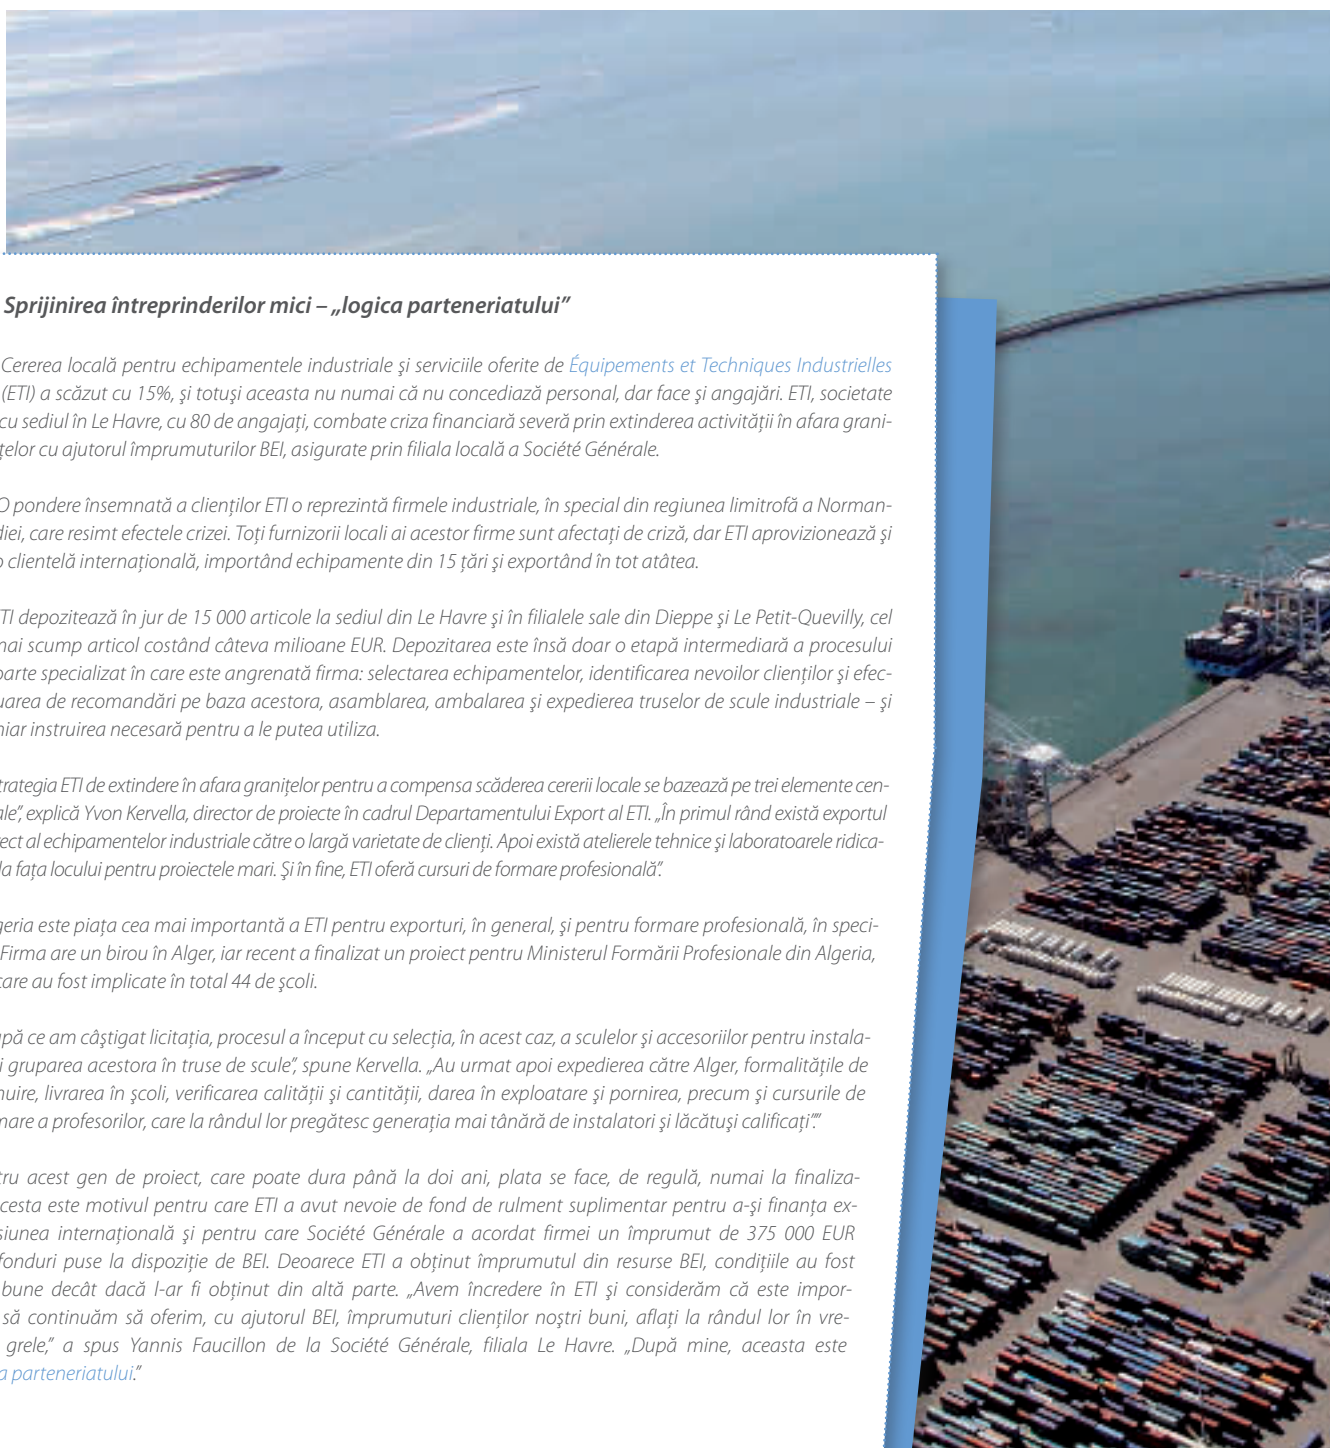 Sprijinirea întreprinderilor mici – „logica parteneriatului”
Cererea locală pentru echipamentele industriale şi serviciile oferite de Équipements et Techniques Industrielles
(ETI) a scăzut cu 15%, şi totuşi aceasta nu numai că nu concediază personal, dar face şi angajări. ETI, societate
cu sediul în Le Havre, cu 80 de angajaţi, combate criza financiară severă prin extinderea activităţii în afara grani-
ţelor cu ajutorul împrumuturilor BEI, asigurate prin filiala locală a Société Générale.
O pondere însemnată a clienţilor ETI o reprezintă firmele industriale, în special din regiunea limitrofă a Norman-
diei, care resimt efectele crizei. Toţi furnizorii locali ai acestor firme sunt afectaţi de criză, dar ETI aprovizionează şi
o clientelă internaţională, importând echipamente din 15 ţări şi exportând în tot atâtea.
TI depozitează în jur de 15 000 articole la sediul din Le Havre şi în filialele sale din Dieppe şi Le Petit-Quevilly, cel
mai scump articol costând câteva milioane EUR. Depozitarea este însă doar o etapă intermediară a procesului
oarte specializat în care este angrenată firma: selectarea echipamentelor, identificarea nevoilor clienţilor şi efec-
uarea de recomandări pe baza acestora, asamblarea, ambalarea şi expedierea truselor de scule industriale – şi
hiar instruirea necesară pentru a le putea utiliza.
trategia ETI de extindere în afara graniţelor pentru a compensa scăderea cererii locale se bazează pe trei elemente cen-
ale”, explică Yvon Kervella, director de proiecte în cadrul Departamentului Export al ETI. „În primul rând există exportul
rect al echipamentelor industriale către o largă varietate de clienţi. Apoi există atelierele tehnice şi laboratoarele ridica-
la faţa locului pentru proiectele mari. Şi în fine, ETI oferă cursuri de formare profesională”.
geria este piaţa cea mai importantă a ETI pentru exporturi, în general, şi pentru formare profesională, în speci-
Firma are un birou în Alger, iar recent a finalizat un proiect pentru Ministerul Formării Profesionale din Algeria,
care au fost implicate în total 44 de şcoli.
pă ce am câştigat licitaţia, procesul a început cu selecţia, în acest caz, a sculelor şi accesoriilor pentru instala-
i gruparea acestora în truse de scule”, spune Kervella. „Au urmat apoi expedierea către Alger, formalităţile de
nuire, livrarea în şcoli, verificarea calităţii şi cantităţii, darea în exploatare şi pornirea, precum şi cursurile de
mare a profesorilor, care la rândul lor pregătesc generaţia mai tânără de instalatori şi lăcătuşi calificaţi”.”
tru acest gen de proiect, care poate dura până la doi ani, plata se face, de regulă, numai la finaliza-
cesta este motivul pentru care ETI a avut nevoie de fond de rulment suplimentar pentru a-şi finanţa ex-
siunea internaţională şi pentru care Société Générale a acordat firmei un împrumut de 375 000 EUR
fonduri puse la dispoziţie de BEI. Deoarece ETI a obţinut împrumutul din resurse BEI, condiţiile au fost
bune decât dacă l-ar fi obţinut din altă parte. „Avem încredere în ETI şi considerăm că este impor-
să continuăm să oferim, cu ajutorul BEI, împrumuturi clienţilor noştri buni, aflaţi la rândul lor în vre-
grele,” a spus Yannis Faucillon de la Société Générale, filiala Le Havre. „După mine, aceasta este
a parteneriatului.”